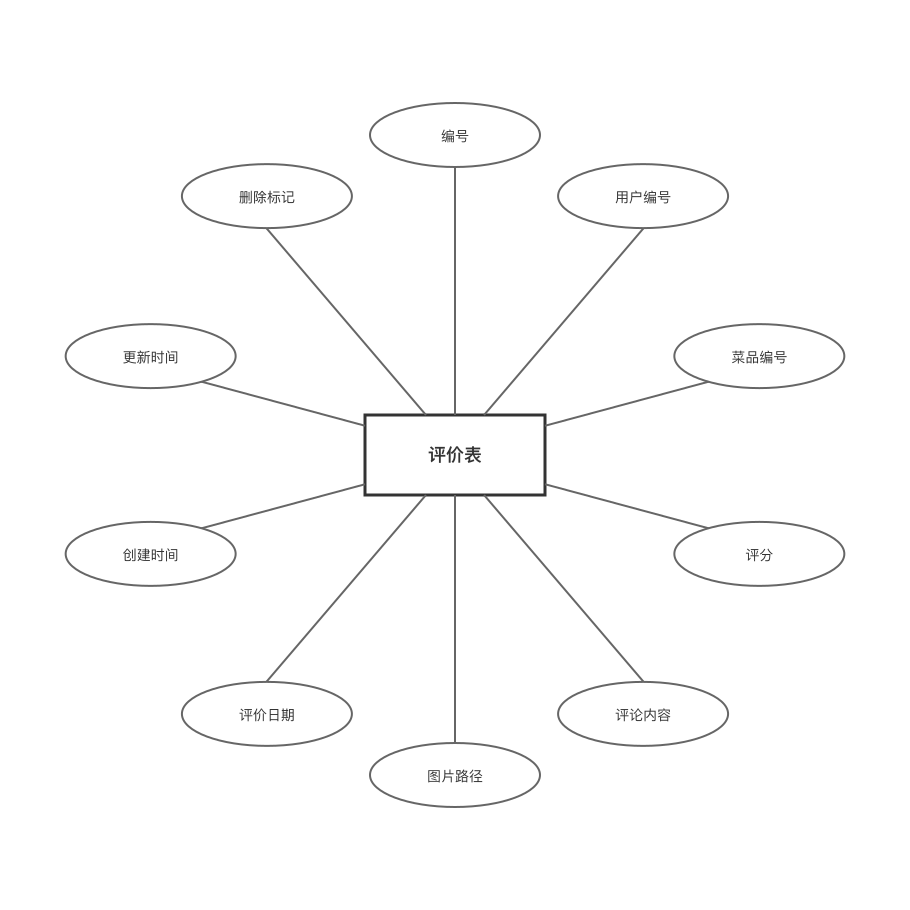 编号
删除标记
用户编号
更新时间
菜品编号
评价表
创建时间
评分
评价日期
评论内容
图片路径